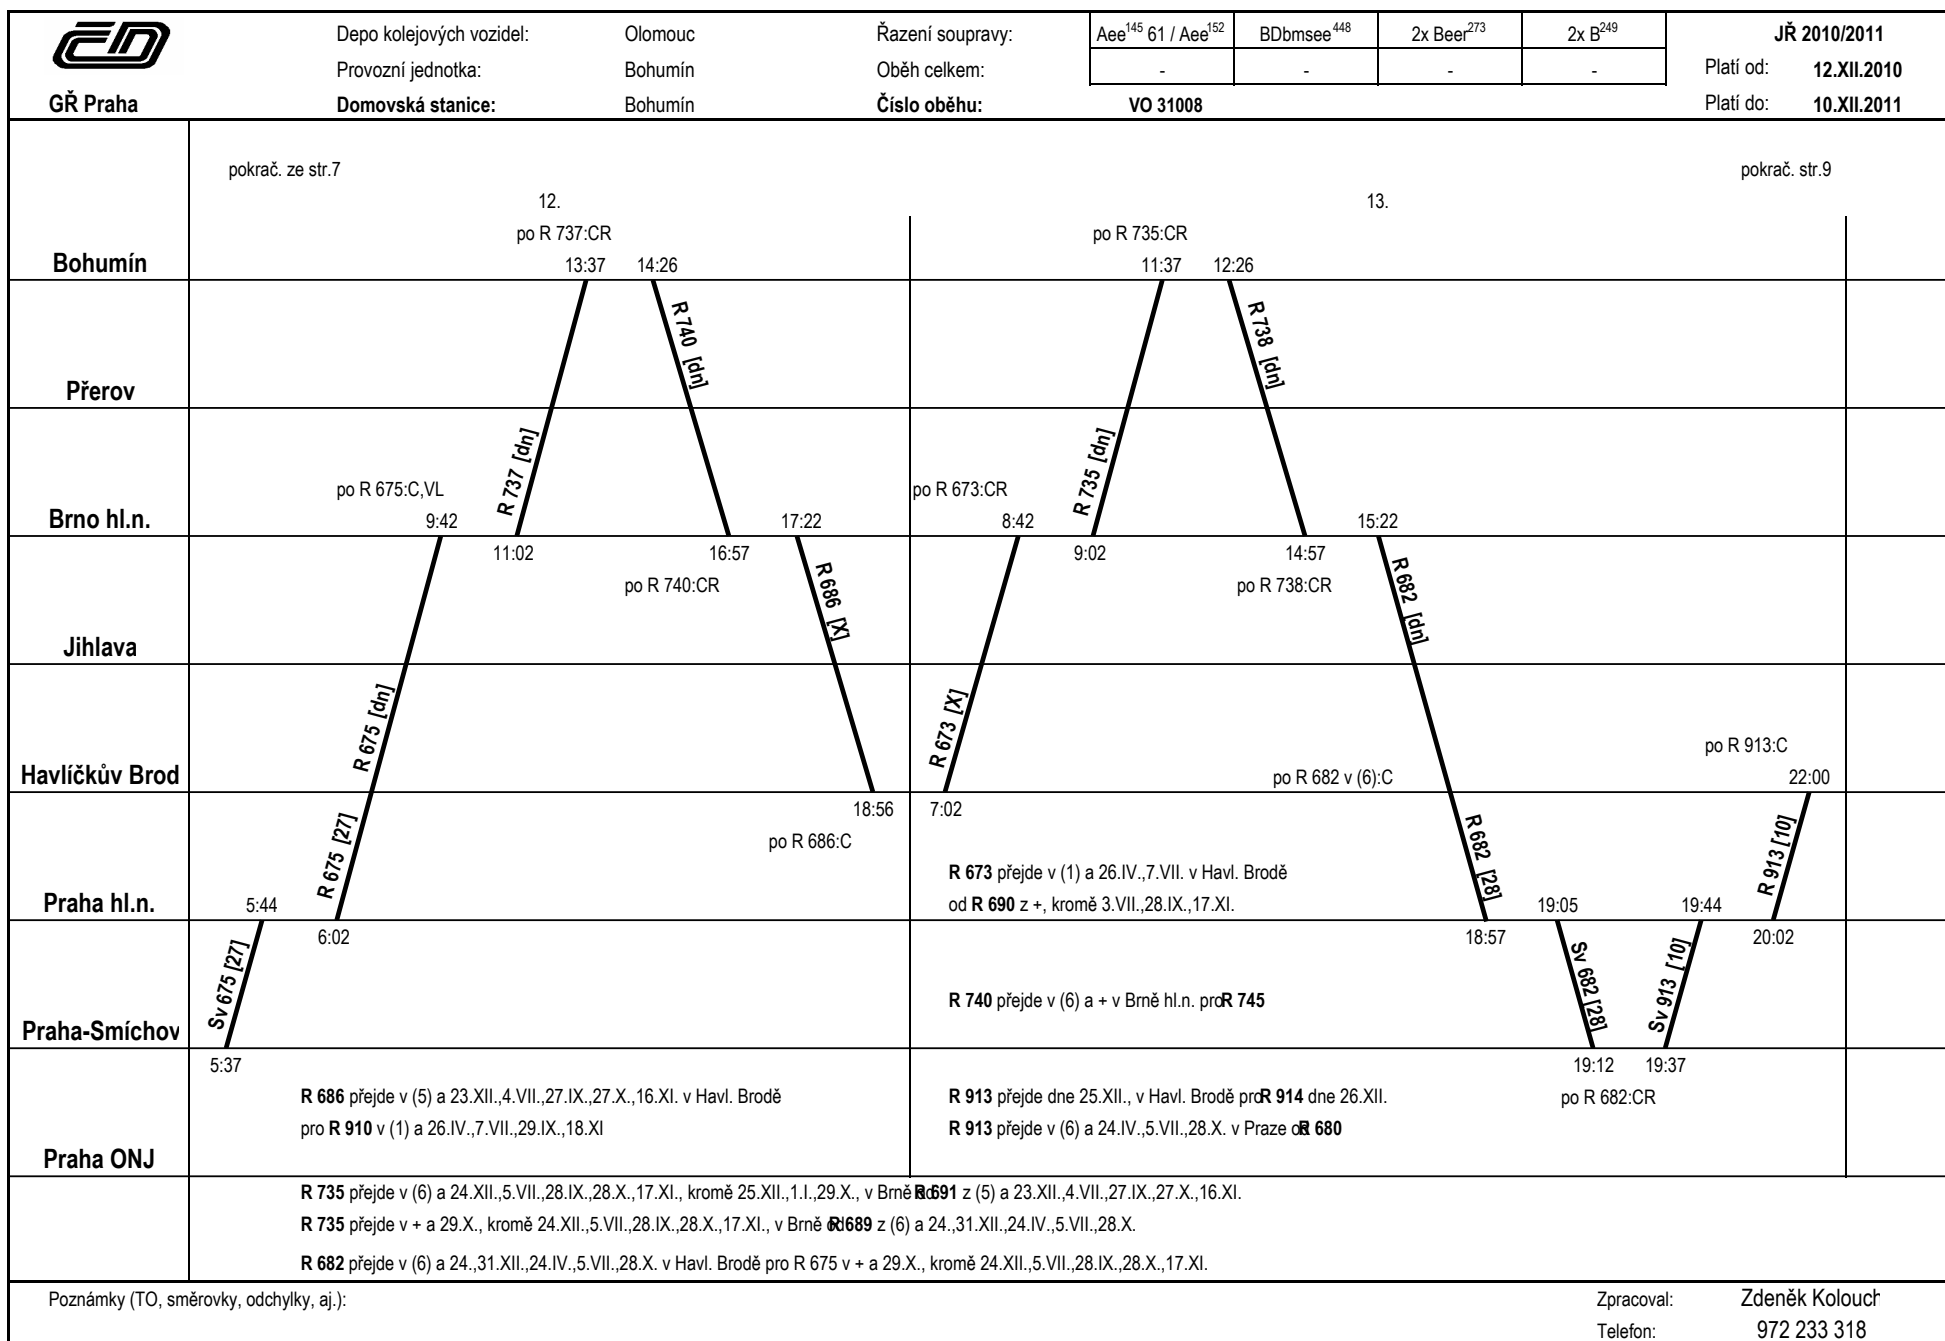 ČD
Depo kolejových vozidel: Olomouc Řazení soupravy: Aee145 61 / Aee152 BDbmsee448 2x Beer273 2x B249 JŘ 2010/2011
Provozní jednotka: Bohumín Oběh celkem: - - - - Platí od: 12.XII.2010
GŘ Praha Domovská stanice: Bohumín Číslo oběhu: VO 31008 Platí do: 10.XII.2011
pokrač. ze str.7 pokrač. str.9
12. 13.
po R 737:CR po R 735:CR
Bohumín 13:37 14:26 11:37 12:26
R 740 [dn] R 738 [dn]
Přerov
R 737 [dn] R 735 [dn]
po R 675:C,VL po R 673:CR
Brno hl.n. 9:42 17:22 8:42 15:22
11:02 16:57 9:02 14:57
po R 740:CR po R 738:CR
R 686 [X] R 682 [dn]
Jihlava
R 675 [dn] R 673 [X]
po R 913:C
Havlíčkův Brod po R 682 v (6):C 22:00
18:56 7:02
po R 686:C
R 675 [27] R 682 [28] R 913 [10]
R 673 přejde v (1) a 26.IV.,7.VII. v Havl. Brodě
od R 690 z +, kromě 3.VII.,28.IX.,17.XI.
Praha hl.n. 5:44 19:05 19:44
6:02 18:57 20:02
Sv 675 [27] Sv 682 [28] Sv 913 [10]
R 740 přejde v (6) a + v Brně hl.n. pro R 745
Praha-Smíchov
5:37 19:12 19:37
R 686 přejde v (5) a 23.XII.,4.VII.,27.IX.,27.X.,16.XI. v Havl. Brodě
pro R 910 v (1) a 26.IV.,7.VII.,29.IX.,18.XI
R 913 přejde dne 25.XII., v Havl. Brodě pro R 914 dne 26.XII.
R 913 přejde v (6) a 24.IV.,5.VII.,28.X. v Praze od R 680
po R 682:CR
Praha ONJ
R 735 přejde v (6) a 24.XII.,5.VII.,28.IX.,28.X.,17.XI., kromě 25.XII.,1.I.,29.X., v Brně od R 691 z (5) a 23.XII.,4.VII.,27.IX.,27.X.,16.XI.
R 735 přejde v + a 29.X., kromě 24.XII.,5.VII.,28.IX.,28.X.,17.XI., v Brně od R 689 z (6) a 24.,31.XII.,24.IV.,5.VII.,28.X.
R 682 přejde v (6) a 24.,31.XII.,24.IV.,5.VII.,28.X. v Havl. Brodě pro R 675 v + a 29.X., kromě 24.XII.,5.VII.,28.IX.,28.X.,17.XI.
Poznámky (TO, směrovky, odchylky, aj.): Zpracoval: Zdeněk Kolouch
Telefon: 972 233 318